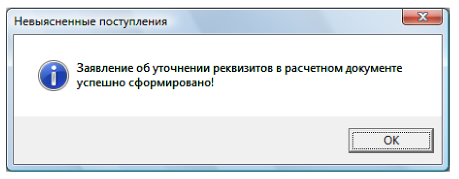 Невыясненные поступления
Заявление об уточнении реквизитов в расчетном документе
успешно сформировано!
OK